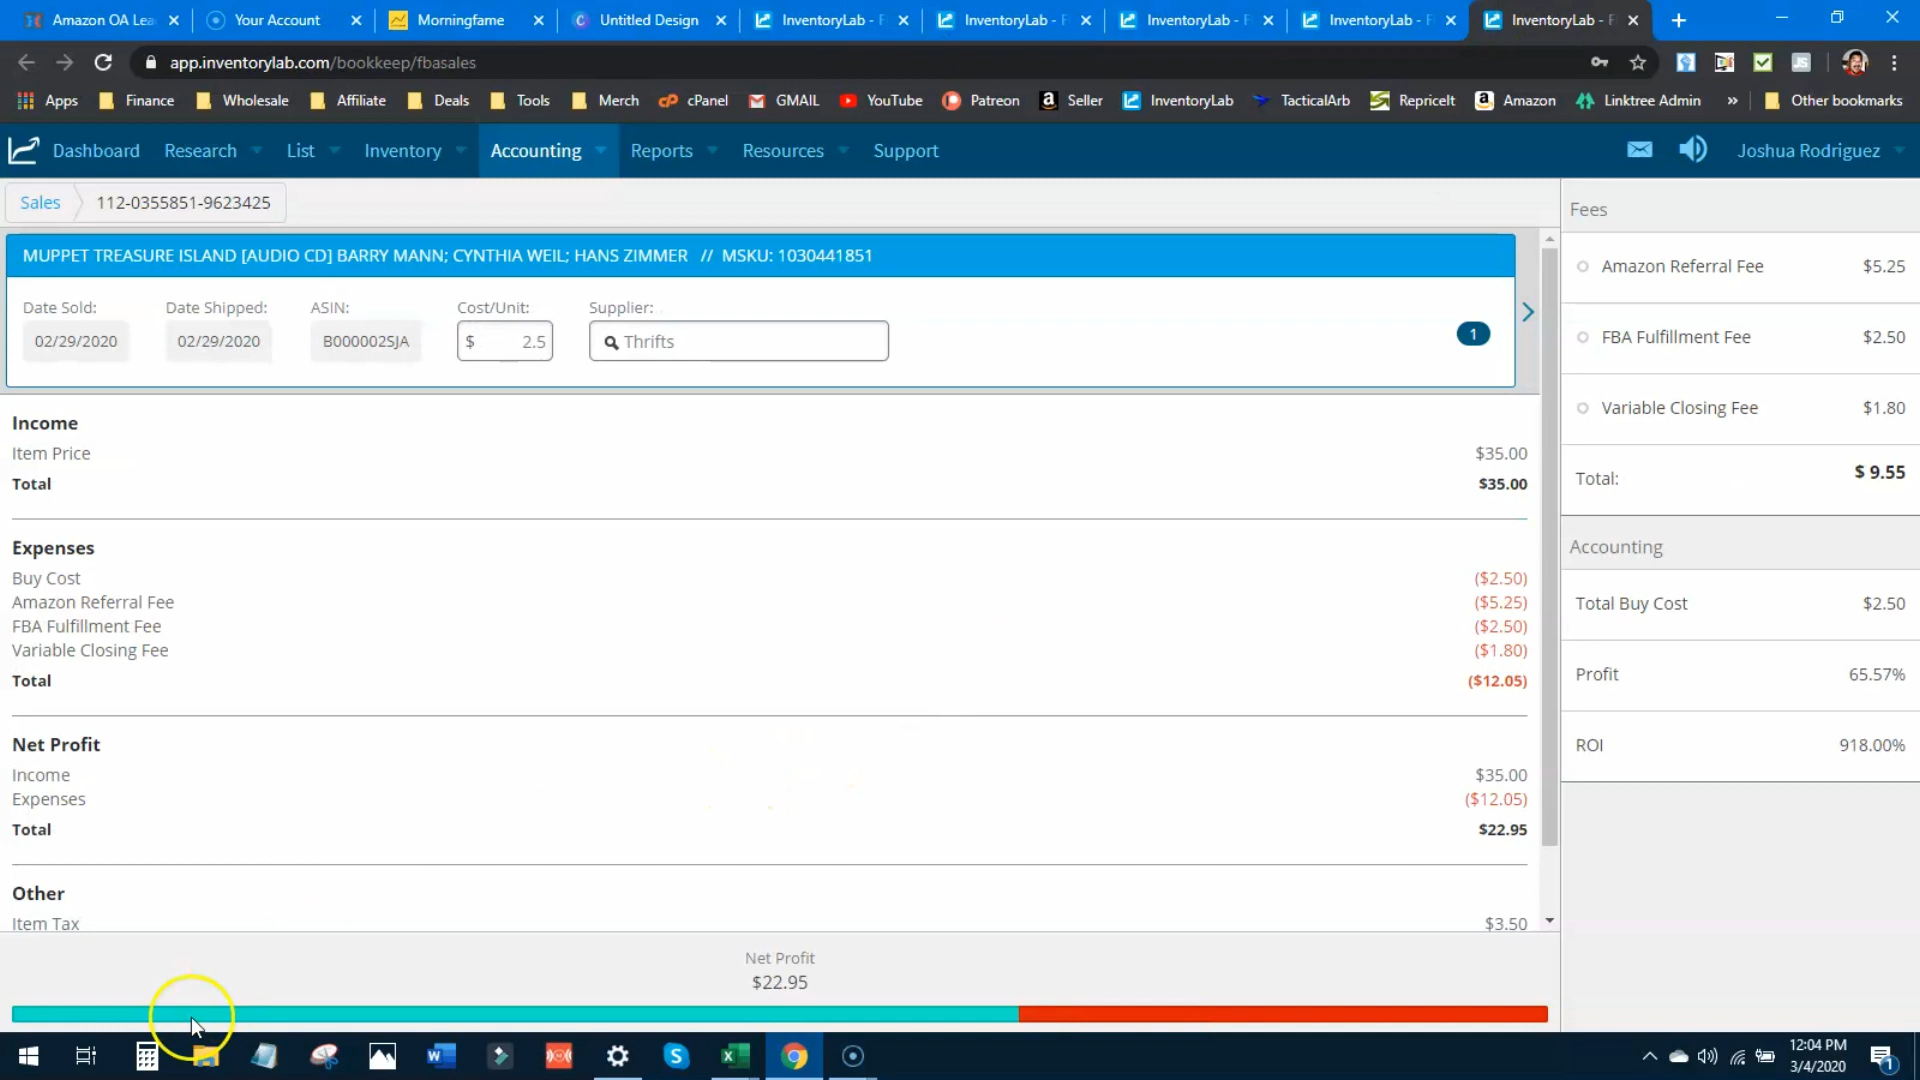 Amazon OA Lea
Your Account
Morningfame
Untitled Design
InventoryLab - F
InventoryLab - F
InventoryLab - F
InventoryLab - F
InventoryLab - F
app.inventorylab.com/bookkeep/fbasales
Apps Finance Wholesale Affiliate Deals Tools Merch cPanel GMAIL YouTube Patreon Seller InventoryLab TacticalArb RepriceIt Amazon Linktree Admin » Other bookmarks
Dashboard Research List Inventory Accounting Reports Resources Support Joshua Rodriguez
Sales 112-0355851-9623425
MUPPET TREASURE ISLAND [AUDIO CD] BARRY MANN; CYNTHIA WEIL; HANS ZIMMER // MSKU: 1030441851
Date Sold: Date Shipped: ASIN: Cost/Unit: Supplier:
02/29/2020 02/29/2020 B0000025JA $ 2.5 Thrifts 1
Income
Item Price $35.00
Total $35.00
Expenses
Buy Cost ($2.50)
Amazon Referral Fee ($5.25)
FBA Fulfillment Fee ($2.50)
Variable Closing Fee ($1.80)
Total ($12.05)
Net Profit
Income $35.00
Expenses ($12.05)
Total $22.95
Other
Item Tax $3.50
Net Profit
$22.95
Fees
Amazon Referral Fee $5.25
FBA Fulfillment Fee $2.50
Variable Closing Fee $1.80
Total: $ 9.55
Accounting
Total Buy Cost $2.50
Profit 65.57%
ROI 918.00%
12:04 PM
3/4/2020
1